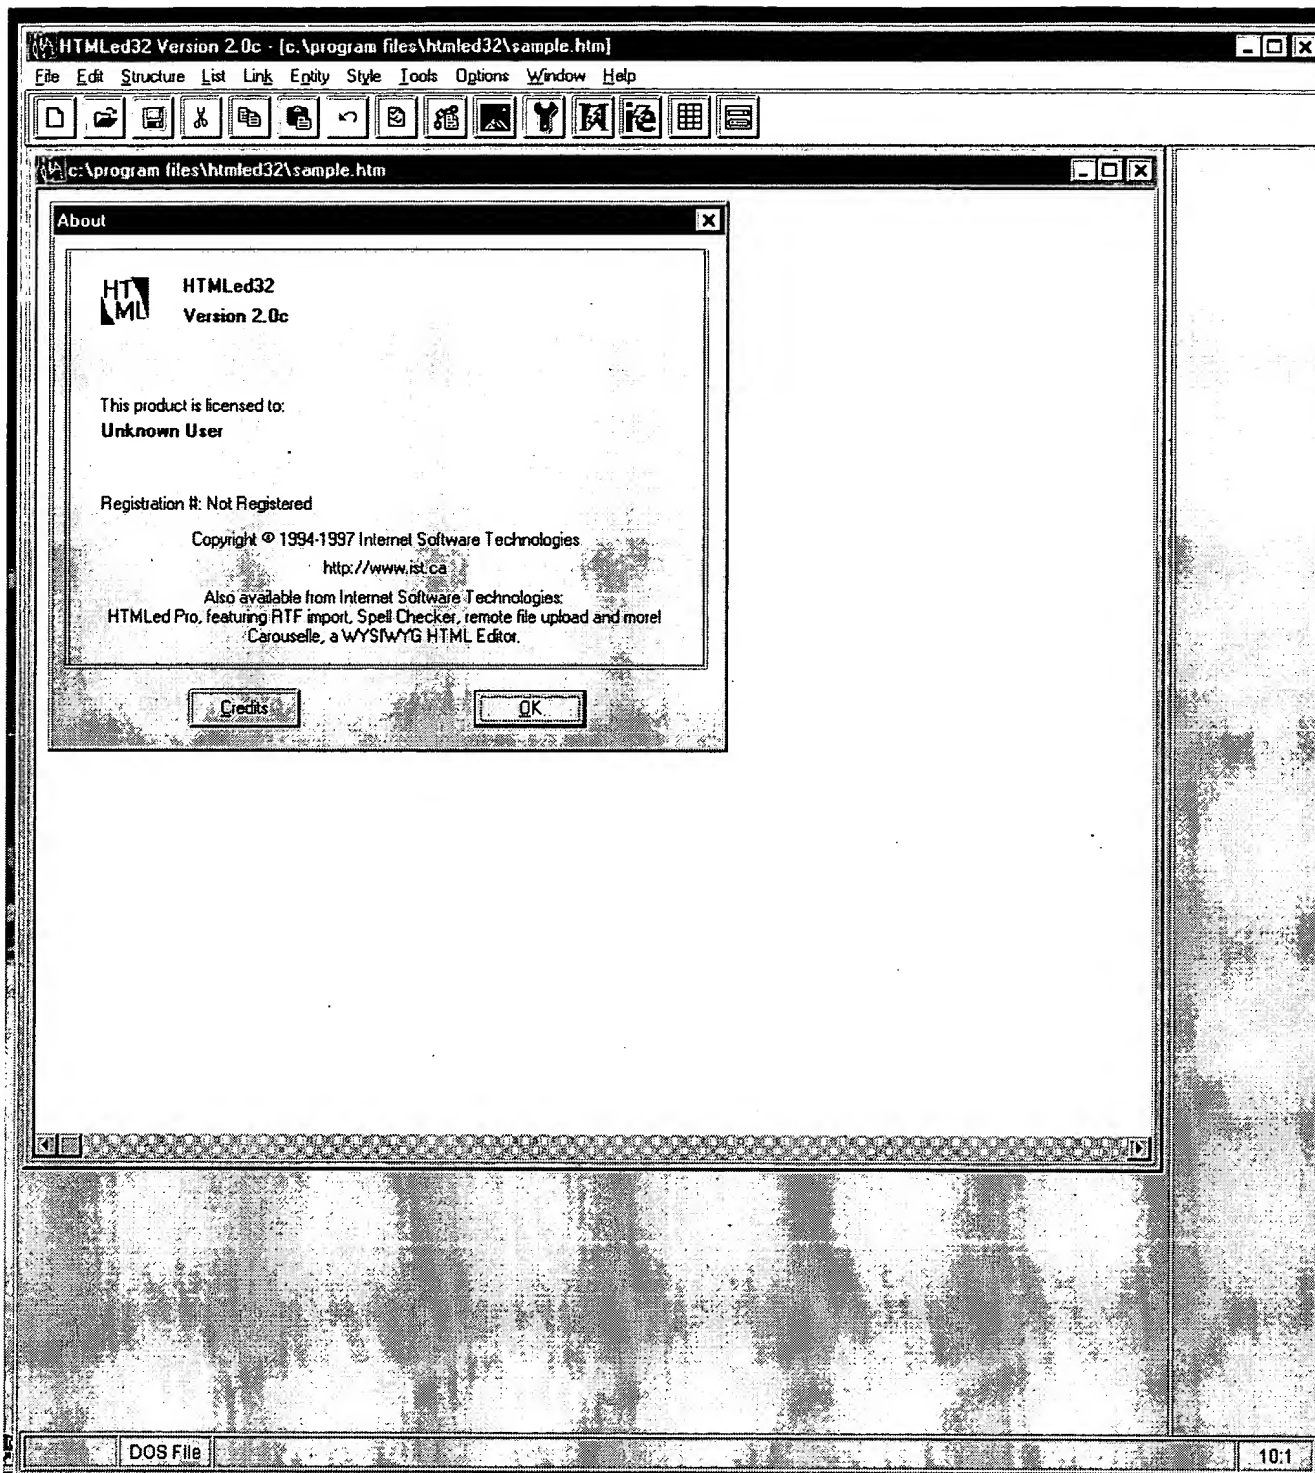 HTMLed32 Version 2.0c - [c:\program files\htmled32\sample.htm]
File Edit Structure List Link Entity Style Tools Options Window Help
c:\program files\htmled32\sample.htm
About
HT
ML
HTMLed32
Version 2.0c
This product is licensed to:
Unknown User
Registration #: Not Registered
Copyright © 1994-1997 Internet Software Technologies
http://www.ist.ca
Also available from Internet Software Technologies:
HTMLed Pro, featuring RTF import, Spell Checker, remote file upload and more!
Carouselle, a WYSIWYG HTML Editor.
Credits OK
DOS File 10:1